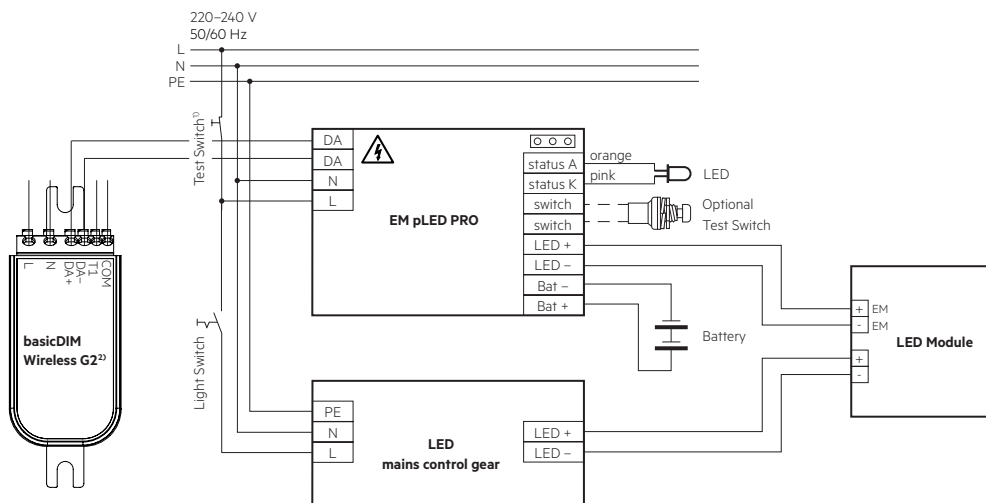 220–240 V
50/60 Hz
L
N
PE
Test Switch¹⁾
DA
DA
N
L
EM pLED PRO
status A
status K
switch
switch
LED +
LED –
Bat –
Bat +
orange
pink
LED
Optional
Test Switch
Battery
L
N
DA+
DA-
T1
COM
basicDIM
Wireless G2²⁾
Light Switch
PE
N
L
LED
mains control gear
LED +
LED –
+ EM
- EM
+
-
LED Module